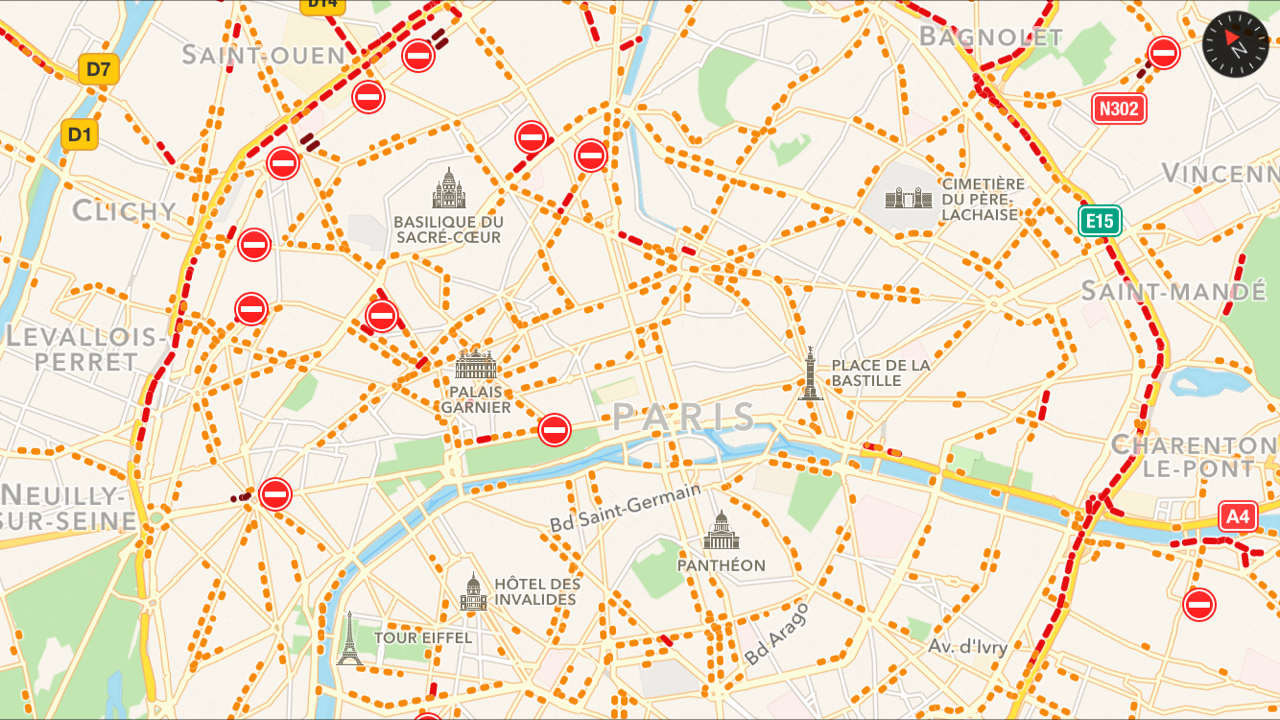 D14
BAGNOLET
SAINT-OUEN
D7
N
N302
D1
VINCENN
CIMETIÈRE
DU PÈRE-
LACHAISE
CLICHY
BASILIQUE DU
SACRÉ-CŒUR
E15
SAINT-MANDÉ
LEVALLOIS-
PERRET
PLACE DE LA
BASTILLE
PALAIS
GARNIER
PARIS
CHARENTON
LE-PONT
NEUILLY-
SUR-SEINE
Bd Saint-Germain
A4
PANTHÉON
HÔTEL DES
INVALIDES
TOUR EIFFEL
Bd Arago
Av. d'Ivry